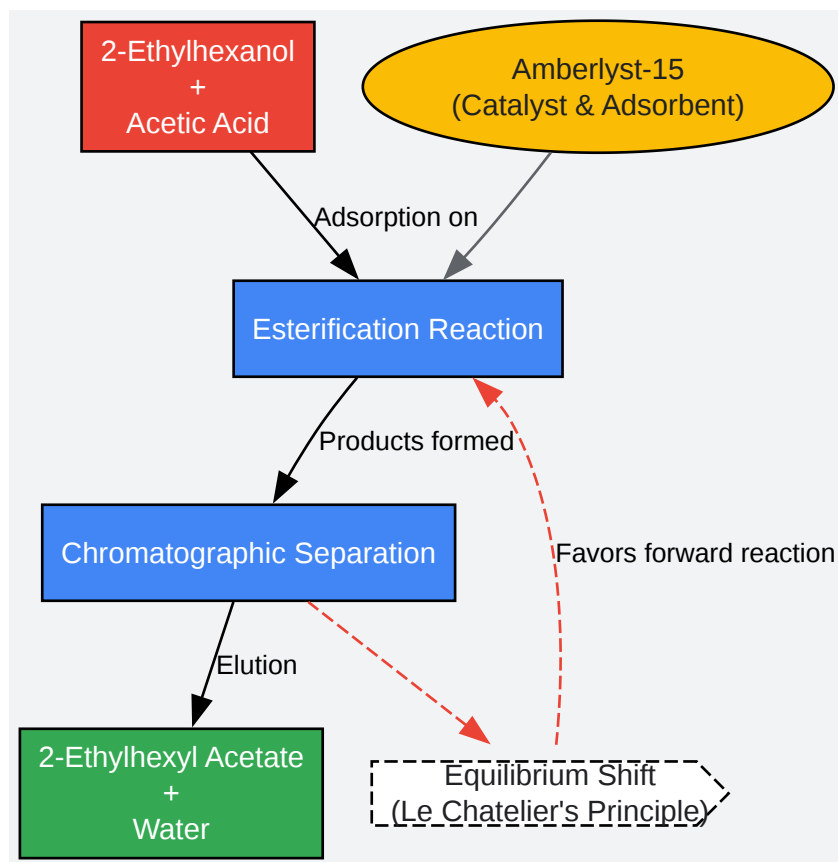 2-Ethylhexanol
+
Acetic Acid
Amberlyst-15
(Catalyst & Adsorbent)
Adsorption on
Esterification Reaction
Products formed
Chromatographic Separation
Favors forward reaction
Elution
2-Ethylhexyl Acetate
+
Water
Equilibrium Shift
(Le Chatelier's Principle)